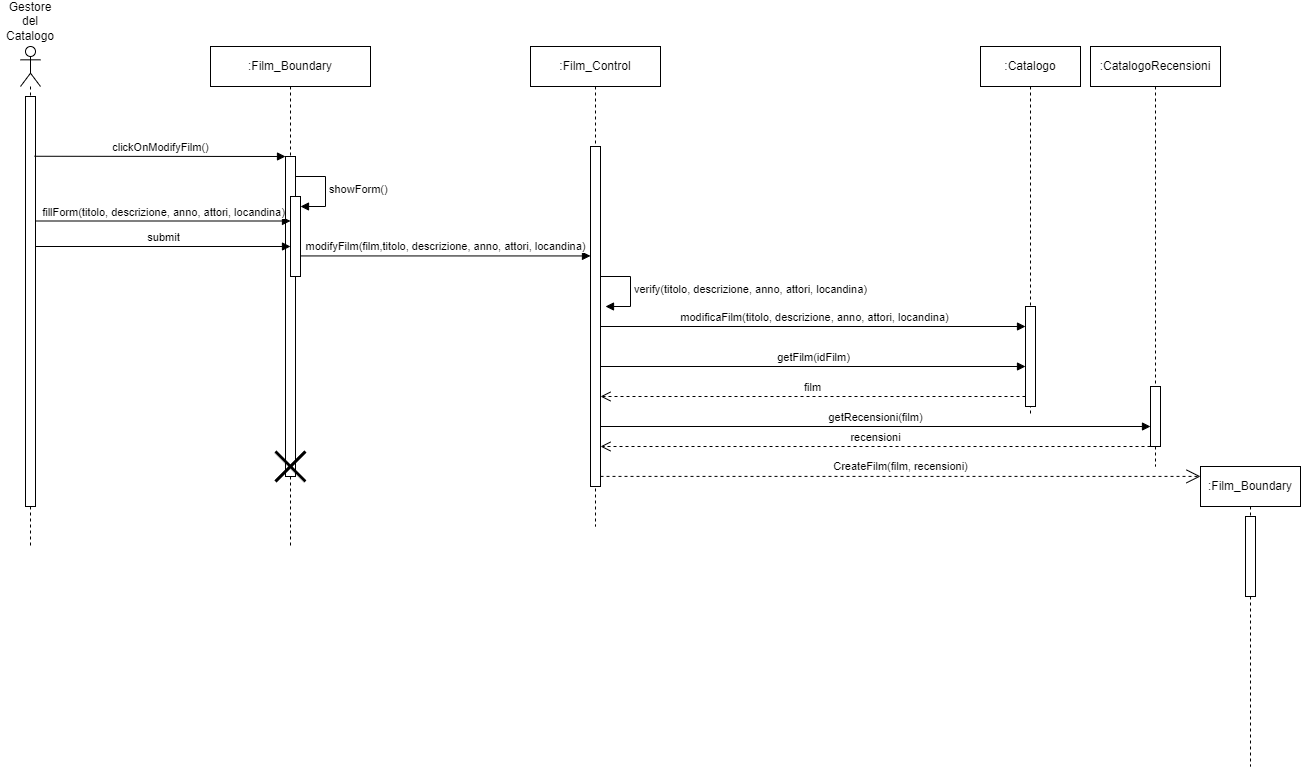 Gestore
del
Catalogo
:Film_Boundary
:Film_Control
:Catalogo
:CatalogoRecensioni
clickOnModifyFilm()
showForm()
fillForm(titolo, descrizione, anno, attori, locandina)
submit
modifyFilm(film,titolo, descrizione, anno, attori, locandina)
verify(titolo, descrizione, anno, attori, locandina)
modificaFilm(titolo, descrizione, anno, attori, locandina)
getFilm(idFilm)
film
getRecensioni(film)
recensioni
CreateFilm(film, recensioni)
:Film_Boundary